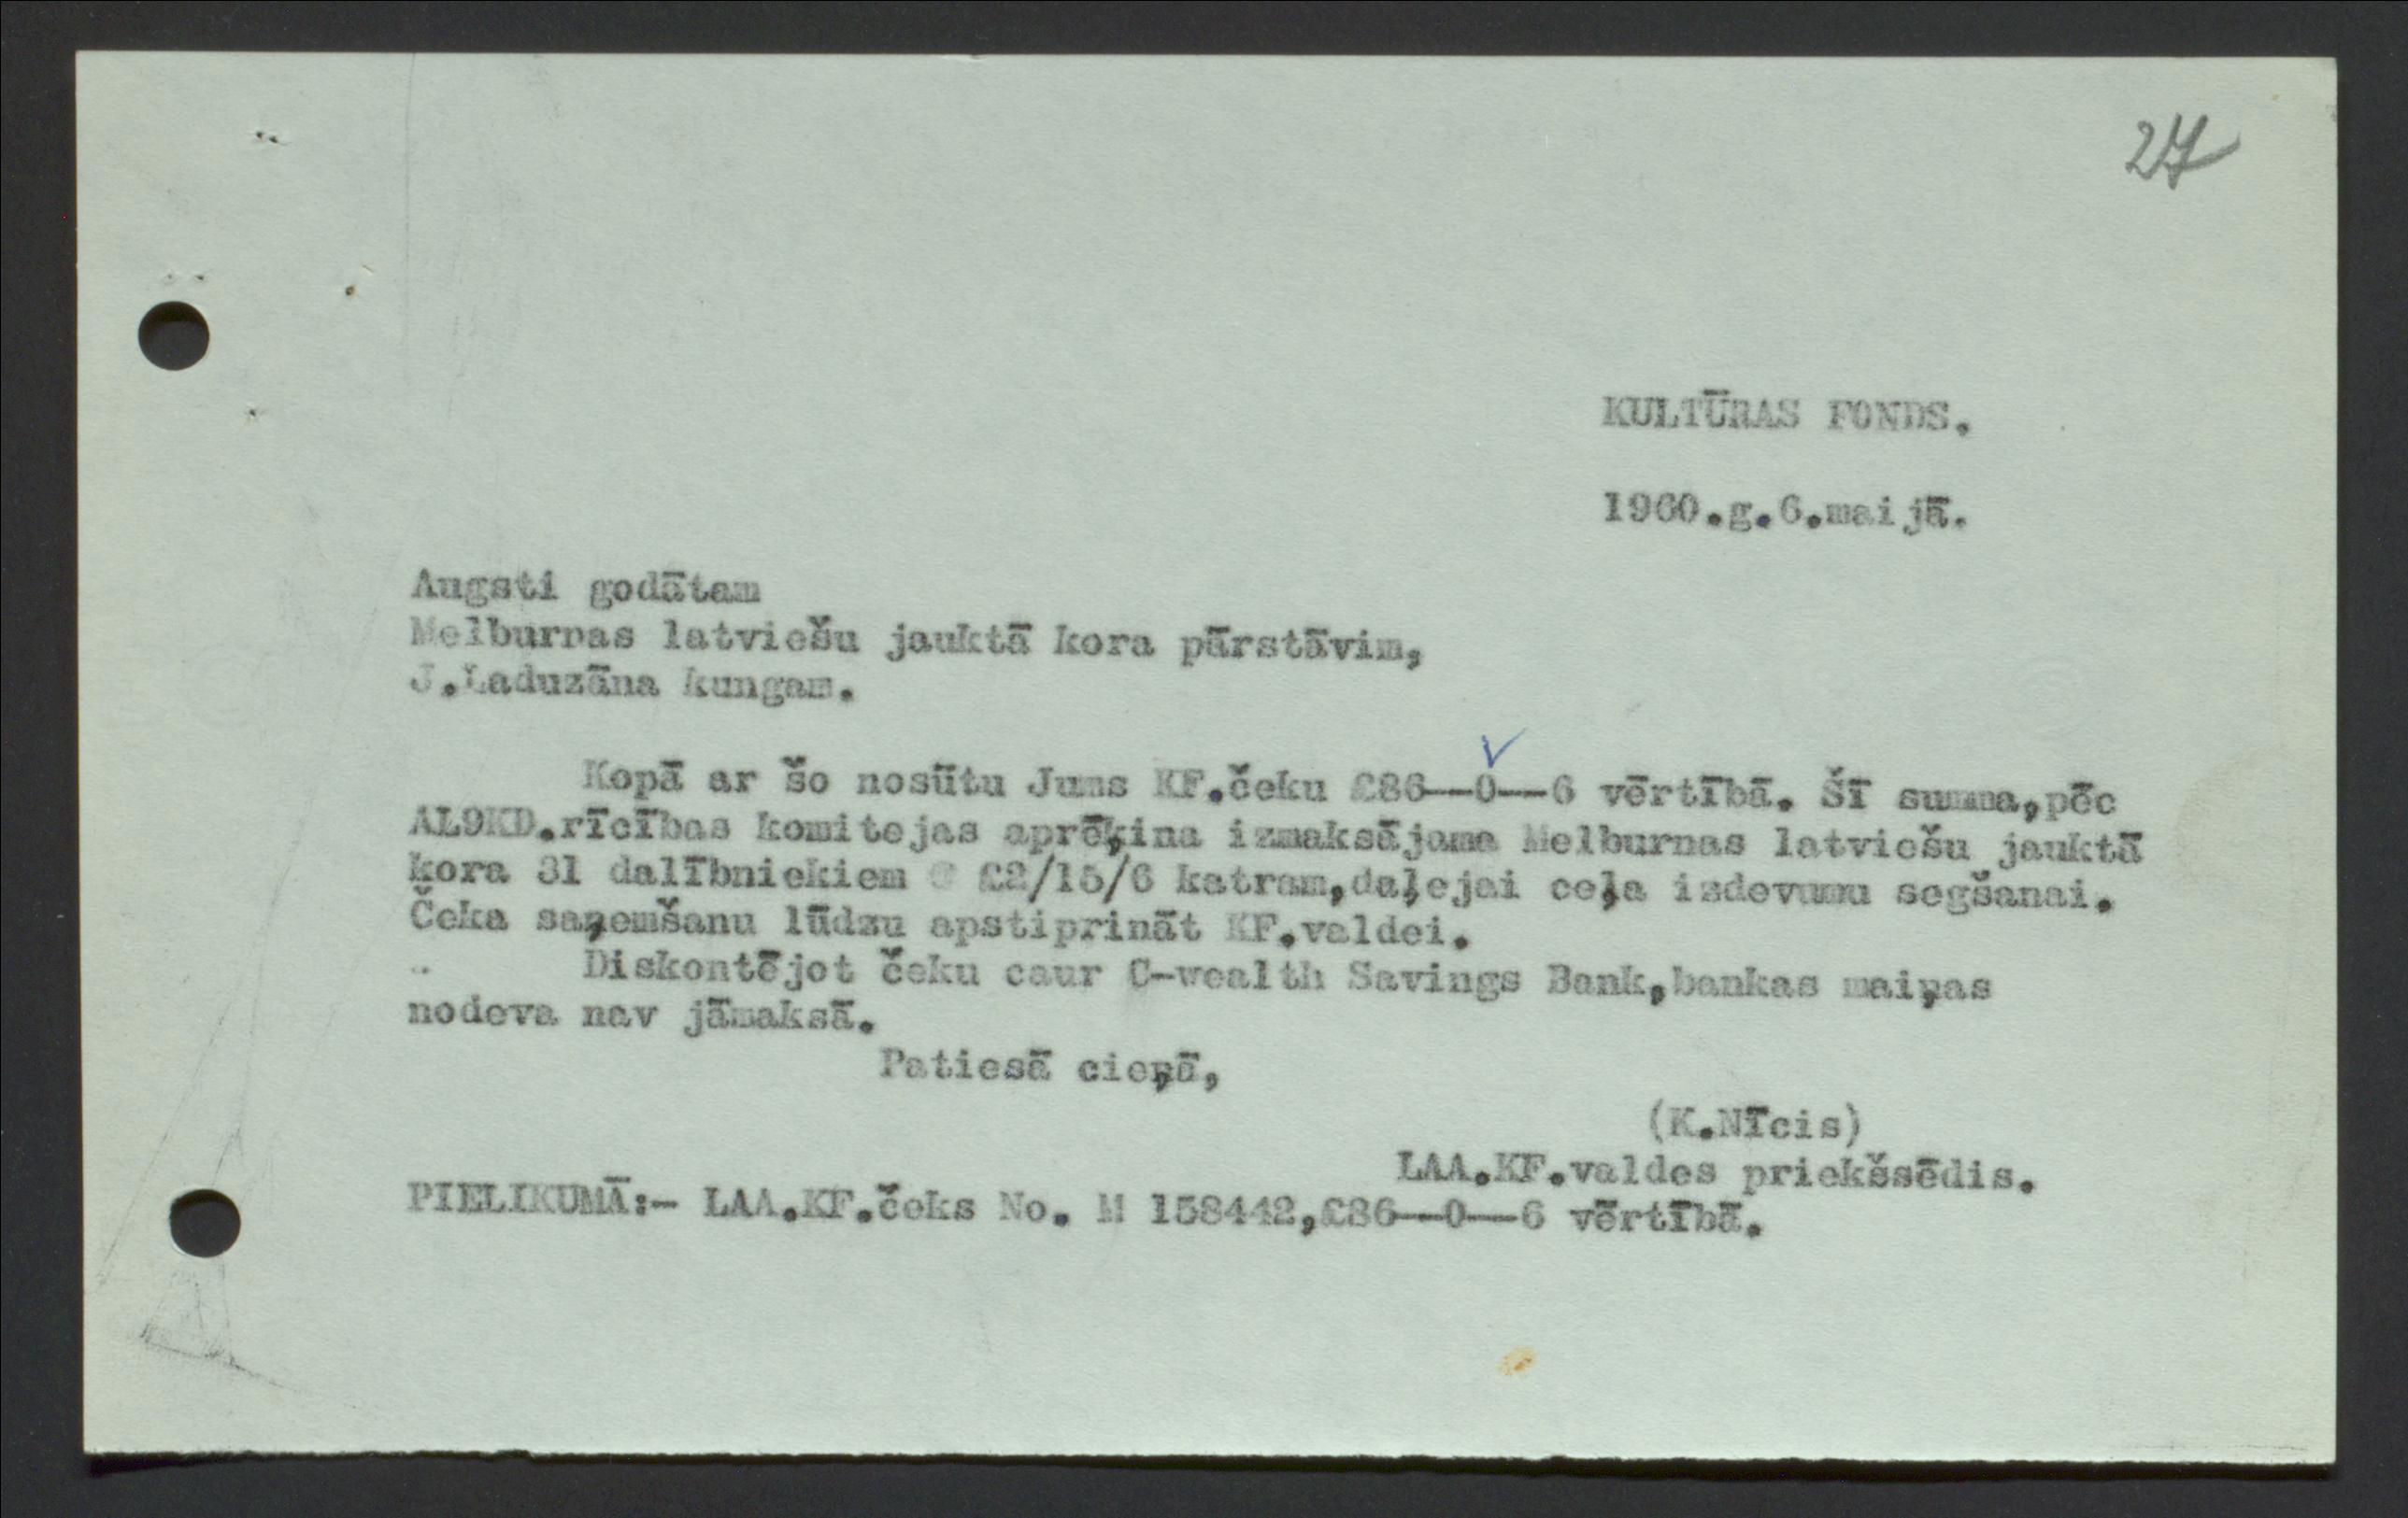 27
KULTŪRAS FONDS.
1960.g.6.maijā.
Augsti godātam
Melburnas latviešu jauktā kora pārstāvim,
J.Laduzāna kungam.
Kopā ar šo nosūtu Jums KF.čeku £86--0--6 vērtībā. Šī summa,pēc
AL9KD.rīcības komitejas aprēķina izmaksājama Melburnas latviešu jauktā
kora 31 dalībniekiem @ £2/15/6 katram,daļejai ceļa izdevumu segšanai.
Čeka saņemšanu lūdzu apstiprināt KF.valdei.
Diskontējot čeku caur C-wealth Savings Bank,bankas maiņas
nodeva nav jāmaksā.
Patiesā cieņā,
(K.Nīcis)
LAA.KF.valdes priekšsēdis.
PIELIKUMĀ:- LAA.KF.čeks No. M 158442,£86--0--6 vērtībā.